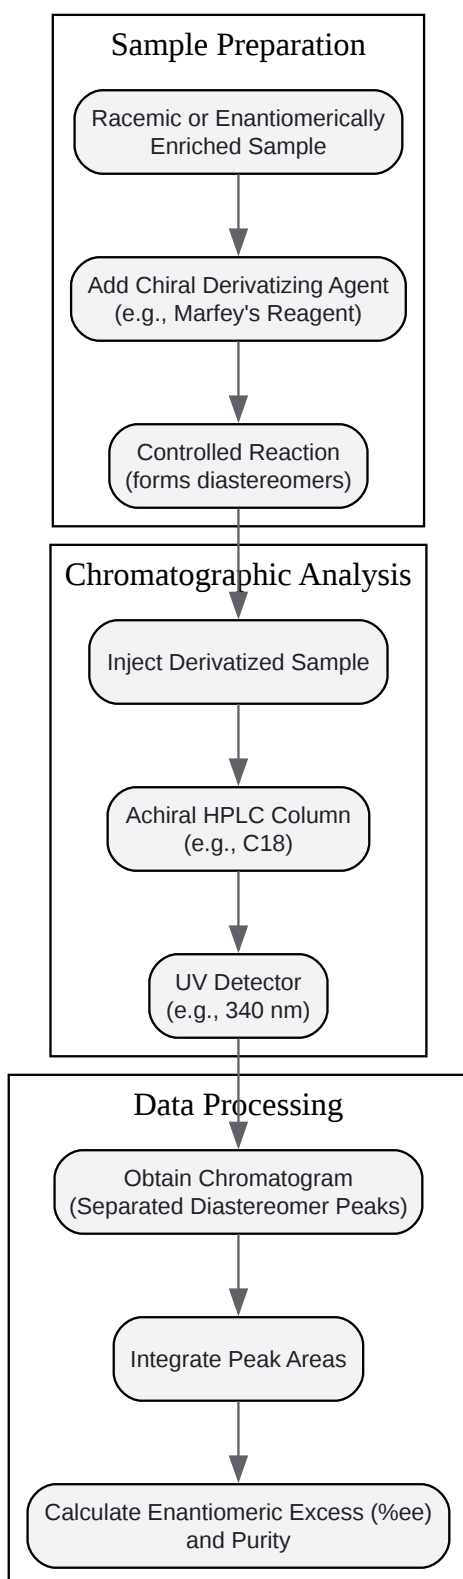 Sample Preparation
Racemic or Enantiomerically
Enriched Sample
Add Chiral Derivatizing Agent
(e.g., Marfey's Reagent)
Controlled Reaction
(forms diastereomers)
Chromatographic Analysis
Inject Derivatized Sample
Achiral HPLC Column
(e.g., C18)
UV Detector
(e.g., 340 nm)
Data Processing
Obtain Chromatogram
(Separated Diastereomer Peaks)
Integrate Peak Areas
Calculate Enantiomeric Excess (%ee)
and Purity